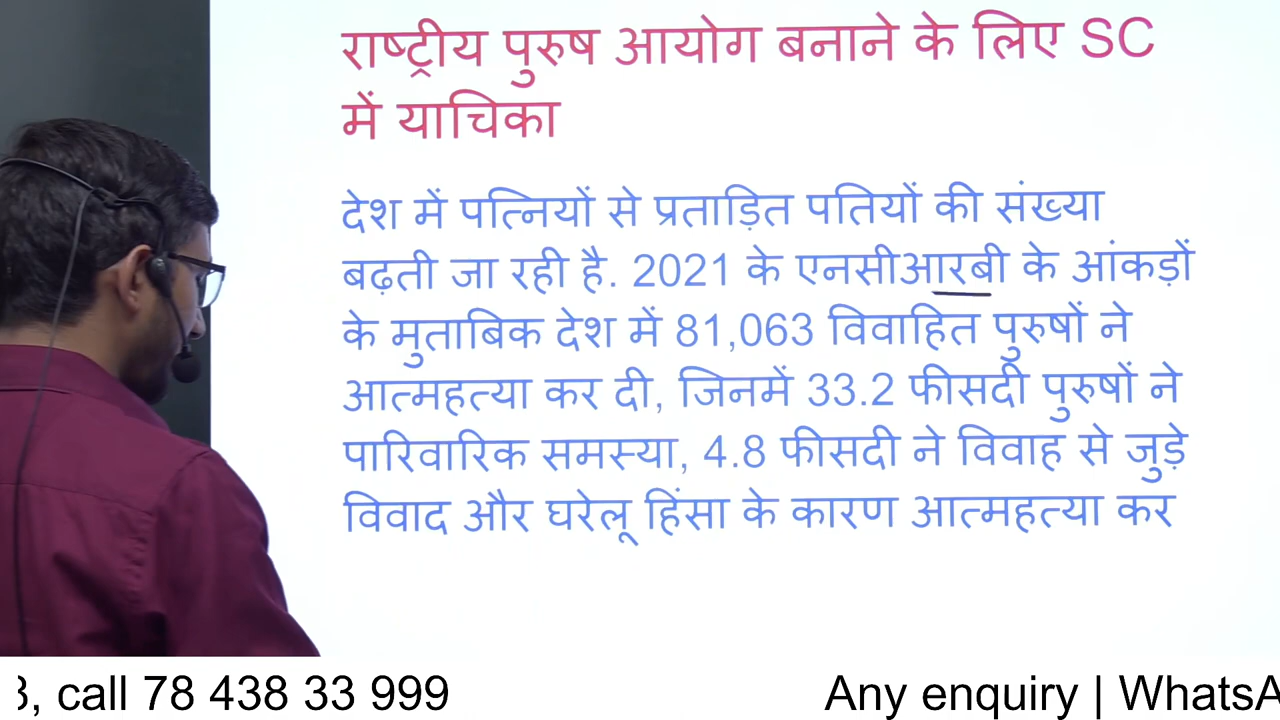 राष्ट्रीय पुरुष आयोग बनाने के लिए SC
में याचिका
देश में पत्नियों से प्रताड़ित पतियों की संख्या
बढ़ती जा रही है. 2021 के एनसीआरबी के आंकड़ों
के मुताबिक देश में 81,063 विवाहित पुरुषों ने
आत्महत्या कर दी, जिनमें 33.2 फीसदी पुरुषों ने
पारिवारिक समस्या, 4.8 फीसदी ने विवाह से जुड़े
विवाद और घरेलू हिंसा के कारण आत्महत्या कर
, call 78 438 33 999 Any enquiry |